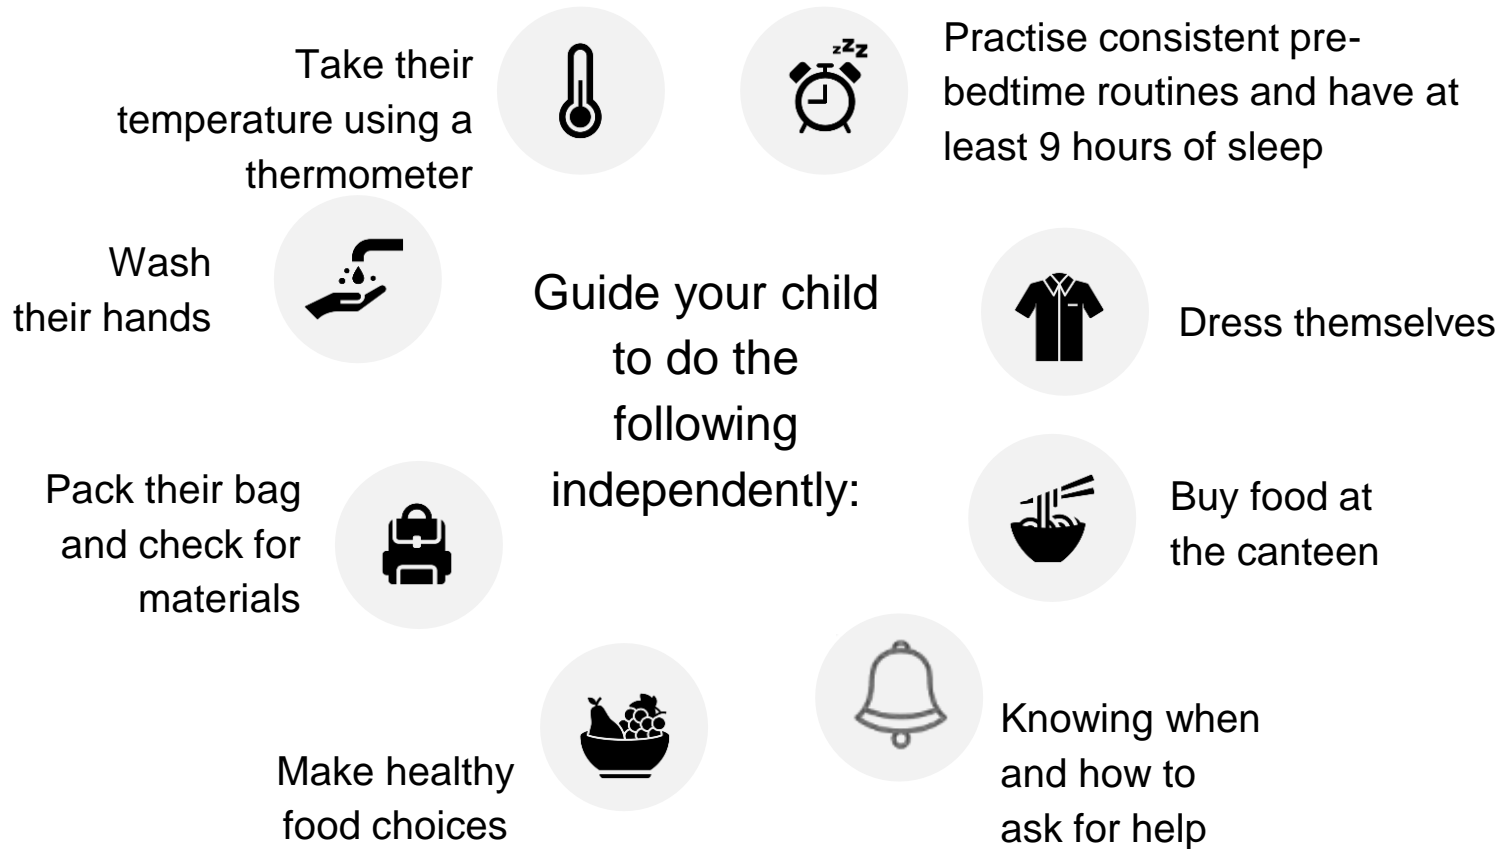 Take their
temperature using a
thermometer
zzz
Practise consistent pre-
bedtime routines and have at
least 9 hours of sleep
Wash
their hands
Guide your child
to do the
following
independently:
Dress themselves
Pack their bag
and check for
materials
Buy food at
the canteen
Make healthy
food choices
Knowing when
and how to
ask for help